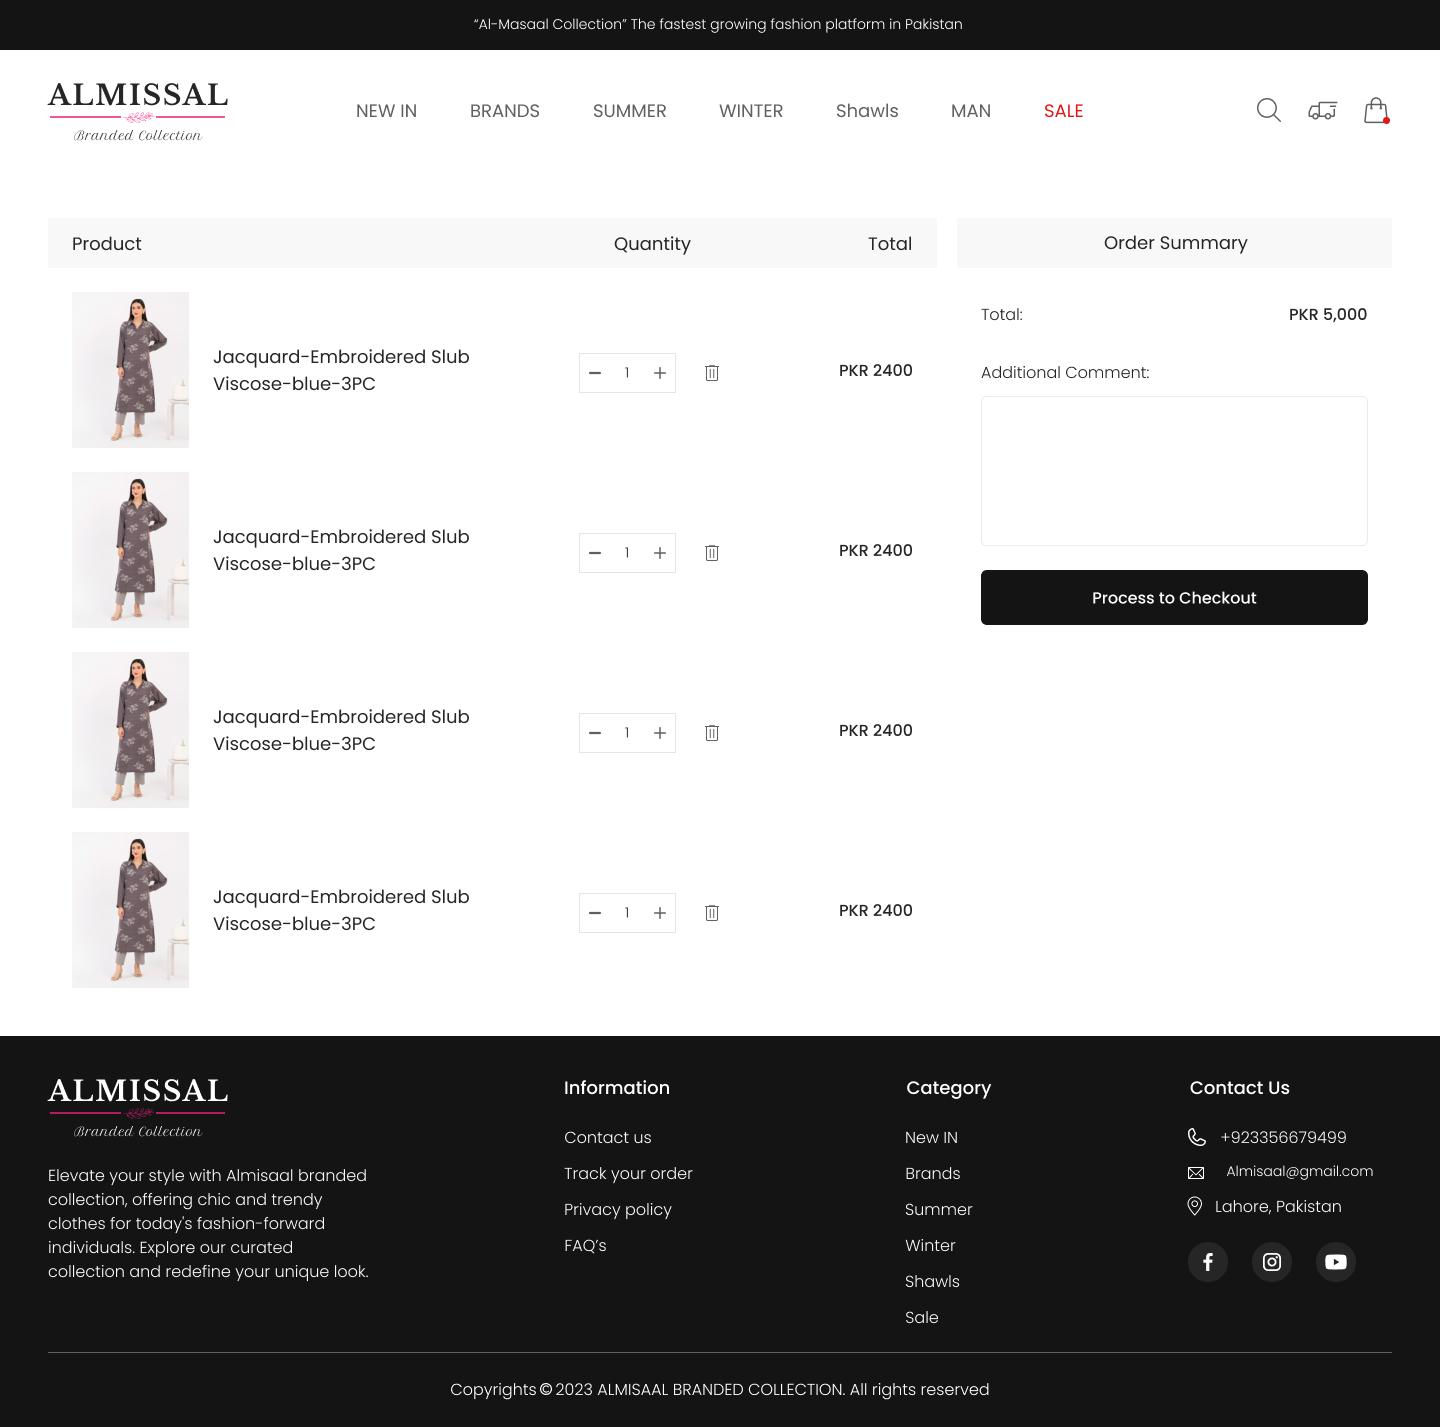 “Al-Masaal Collection” The fastest growing fashion platform in Pakistan
ALMISSAL
Branded Collection
NEW IN BRANDS SUMMER WINTER Shawls MAN SALE
Product Quantity Total
Order Summary
Jacquard-Embroidered Slub
Viscose-blue-3PC
1
PKR 2400
Jacquard-Embroidered Slub
Viscose-blue-3PC
1
PKR 2400
Jacquard-Embroidered Slub
Viscose-blue-3PC
1
PKR 2400
Jacquard-Embroidered Slub
Viscose-blue-3PC
1
PKR 2400
Total: PKR 5,000
Additional Comment:
Process to Checkout
ALMISSAL
Branded Collection
Elevate your style with Almisaal branded
collection, offering chic and trendy
clothes for today's fashion-forward
individuals. Explore our curated
collection and redefine your unique look.
Information
Contact us
Track your order
Privacy policy
FAQ’s
Category
New IN
Brands
Summer
Winter
Shawls
Sale
Contact Us
+923356679499
Almisaal@gmail.com
Lahore, Pakistan
Copyrights © 2023 ALMISAAL BRANDED COLLECTION. All rights reserved